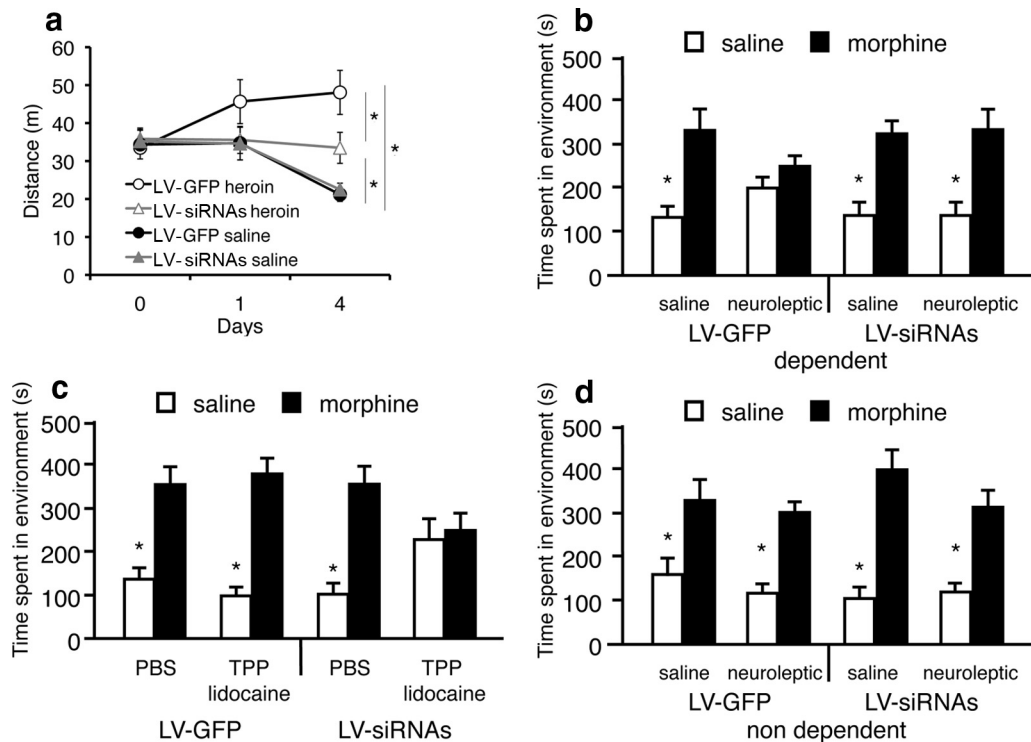 a
60
50
40
30
20
10
0
Distance (m)
LV-GFP heroin
LV-siRNAs heroin
LV-GFP saline
LV-siRNAs saline
*
*
*
0 1 4
Days
b
saline morphine
500
400
300
200
100
0
Time spent in environment (s)
* * *
saline neuroleptic saline neuroleptic
LV-GFP LV-siRNAs
dependent
c
saline morphine
500
400
300
200
100
0
Time spent in environment (s)
* * *
PBS TPP PBS TPP
lidocaine lidocaine
LV-GFP LV-siRNAs
d
saline morphine
500
400
300
200
100
0
Time spent in environment (s)
* * * *
saline neuroleptic saline neuroleptic
LV-GFP LV-siRNAs
non dependent